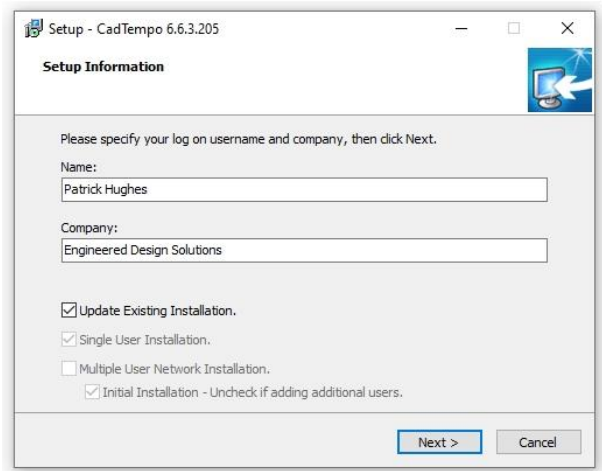 Setup - CadTempo 6.6.3.205
Setup Information
Please specify your log on username and company, then click Next.
Name:
Patrick Hughes
Company:
Engineered Design Solutions
Update Existing Installation.
Single User Installation.
Multiple User Network Installation.
Initial Installation - Uncheck if adding additional users.
Next > Cancel